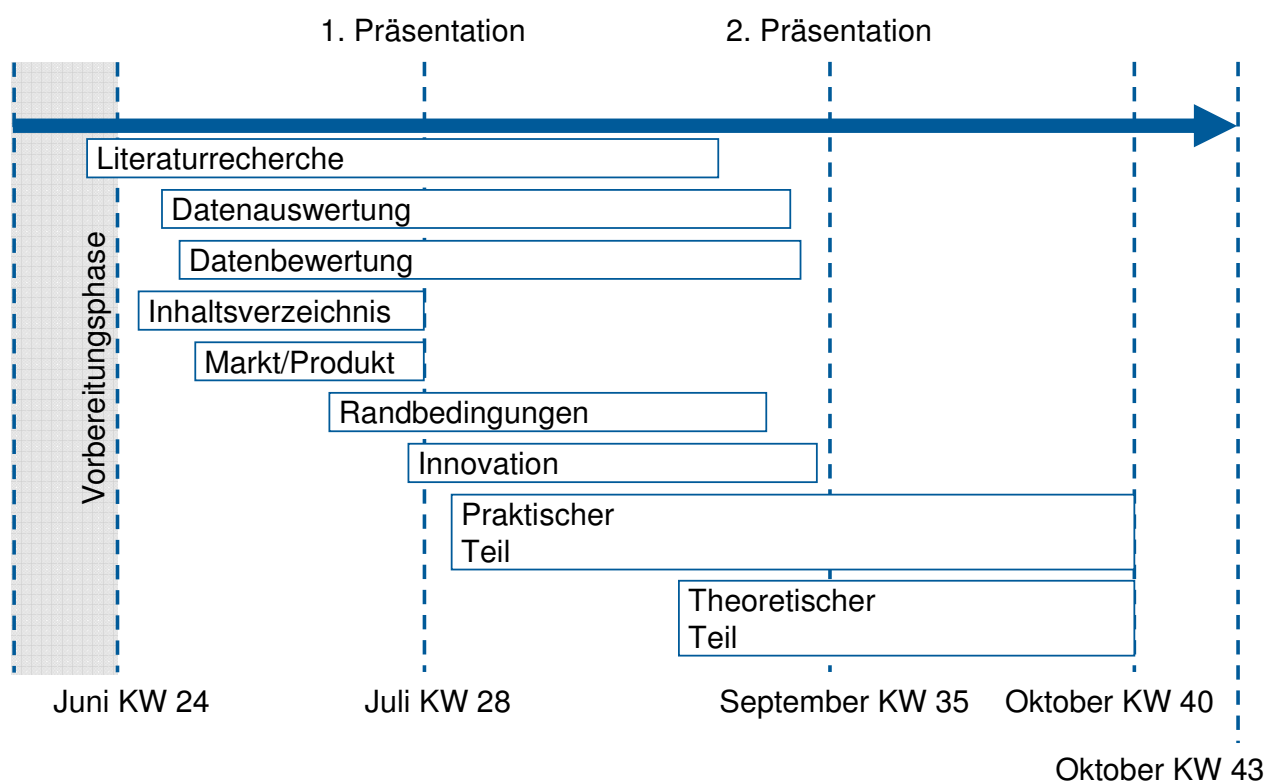 1. Präsentation
2. Präsentation
Literaturrecherche
Datenauswertung
Datenbewertung
Inhaltsverzeichnis
Markt/Produkt
Randbedingungen
Innovation
Praktischer
Teil
Theoretischer
Teil
Vorbereitungsphase
Juni KW 24
Juli KW 28
September KW 35
Oktober KW 40
Oktober KW 43